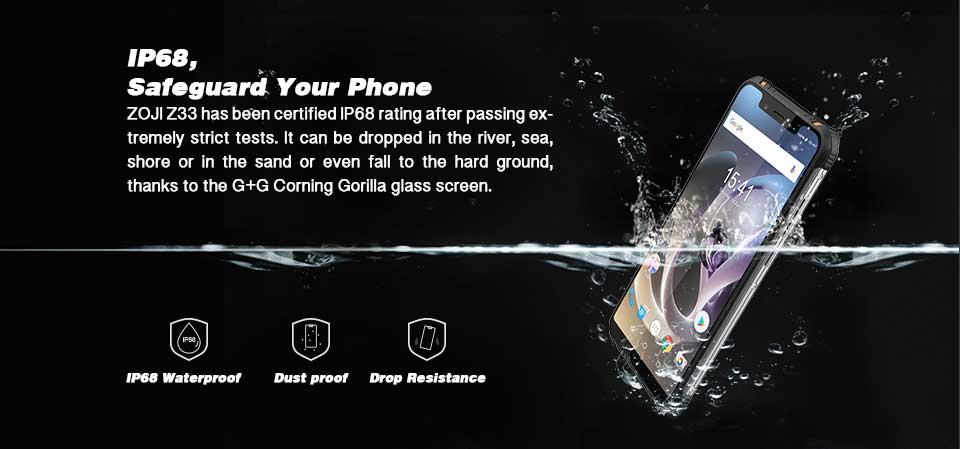 IP68,
Safeguard Your Phone
ZOJI Z33 has been certified IP68 rating after passing ex-
tremely strict tests. It can be dropped in the river, sea,
shore or in the sand or even fall to the hard ground,
thanks to the G+G Corning Gorilla glass screen.
Google
15:41
IP68
IP68 Waterproof
Dust proof
Drop Resistance